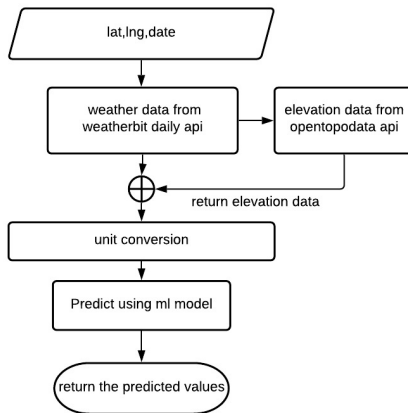 lat,lng,date
weather data from
weatherbit daily api
elevation data from
opentopodata api
return elevation data
unit conversion
Predict using ml model
return the predicted values